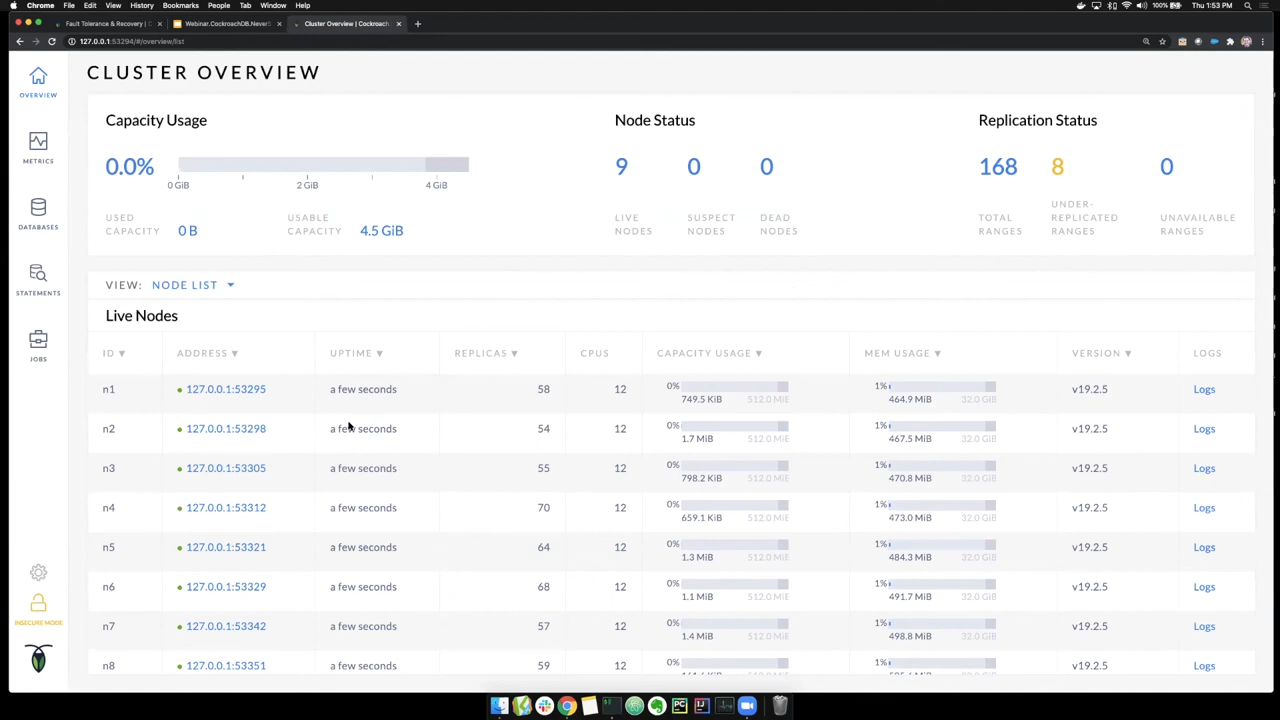 Chrome File Edit View History Bookmarks People Tab Window Help 100% Thu 1:53 PM
Fault Tolerance & Recovery | C × Webinar.CockroachDB.Never × Cluster Overview | Cockroach × +
127.0.0.1:53294/#/overview/list
CLUSTER OVERVIEW
OVERVIEW
METRICS
DATABASES
STATEMENTS
JOBS
INSECURE MODE
Capacity Usage
0.0%
0 GiB 2 GiB 4 GiB
USED CAPACITY 0 B
USABLE CAPACITY 4.5 GiB
Node Status
9 0 0
LIVE NODES
SUSPECT NODES
DEAD NODES
Replication Status
168 8 0
TOTAL RANGES
UNDER-REPLICATED RANGES
UNAVAILABLE RANGES
VIEW: NODE LIST
Live Nodes
ID ADDRESS UPTIME REPLICAS CPUS CAPACITY USAGE MEM USAGE VERSION LOGS
n1 127.0.0.1:53295 a few seconds 58 12 0% 749.5 KiB 512.0 MiE 1% 464.9 MiB 32.0 GiB v19.2.5 Logs
n2 127.0.0.1:53298 a few seconds 54 12 0% 1.7 MiB 512.0 MiE 1% 467.5 MiB 32.0 GiB v19.2.5 Logs
n3 127.0.0.1:53305 a few seconds 55 12 0% 798.2 KiB 512.0 MiE 1% 470.8 MiB 32.0 GiB v19.2.5 Logs
n4 127.0.0.1:53312 a few seconds 70 12 0% 659.1 KiB 512.0 MiE 1% 473.0 MiB 32.0 GiB v19.2.5 Logs
n5 127.0.0.1:53321 a few seconds 64 12 0% 1.3 MiB 512.0 MiE 1% 484.3 MiB 32.0 GiB v19.2.5 Logs
n6 127.0.0.1:53329 a few seconds 68 12 0% 1.1 MiB 512.0 MiE 1% 491.7 MiB 32.0 GiB v19.2.5 Logs
n7 127.0.0.1:53342 a few seconds 57 12 0% 1.4 MiB 512.0 MiE 1% 498.8 MiB 32.0 GiB v19.2.5 Logs
n8 127.0.0.1:53351 a few seconds 59 12 0% 1% v19.2.5 Logs